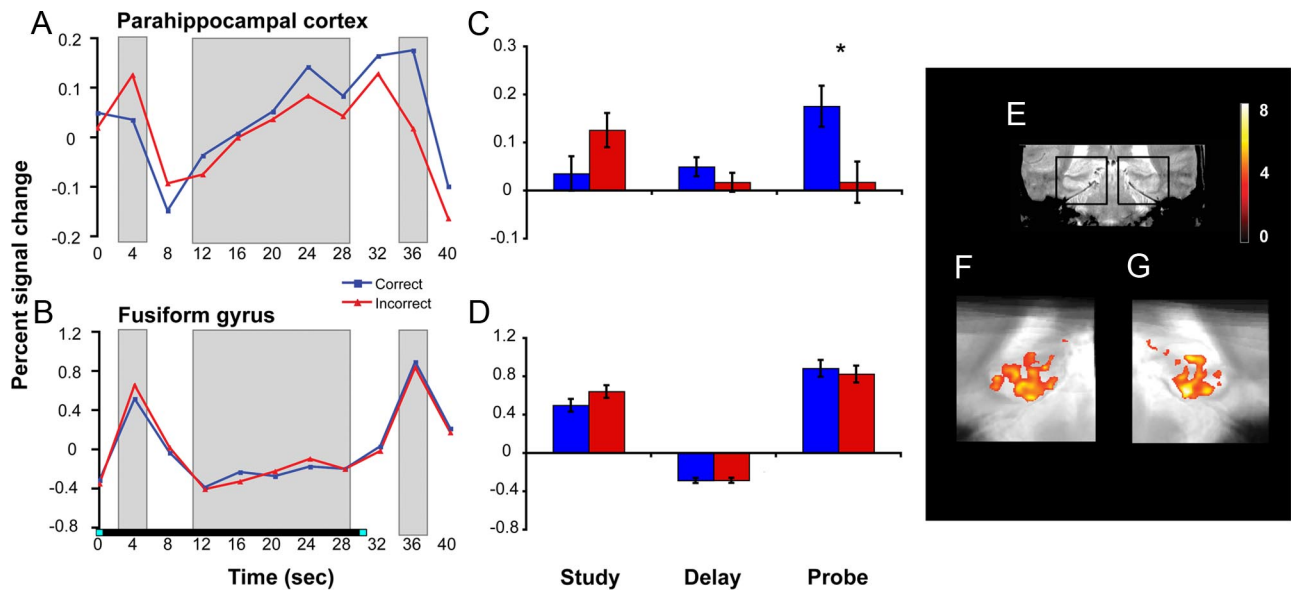 A
Parahippocampal cortex
0.2
0.1
0
-0.1
-0.2
0 4 8 12 16 20 24 28 32 36 40
Percent signal change
Correct
Incorrect
B
Fusiform gyrus
1.2
0.8
0.4
0
-0.4
-0.8
0 4 8 12 16 20 24 28 32 36 40
Time (sec)
C
0.3
0.2
0.1
0
-0.1
*
D
1.2
0.8
0.4
0
-0.4
-0.8
Study Delay Probe
E
8
4
0
F
G